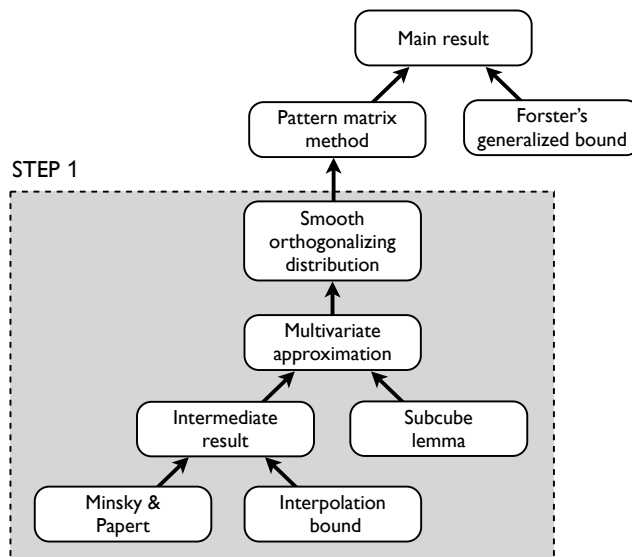 Main result
Pattern matrix
method
Forster's
generalized bound
STEP 1
Smooth
orthogonalizing
distribution
Multivariate
approximation
Intermediate
result
Subcube
lemma
Minsky &
Papert
Interpolation
bound